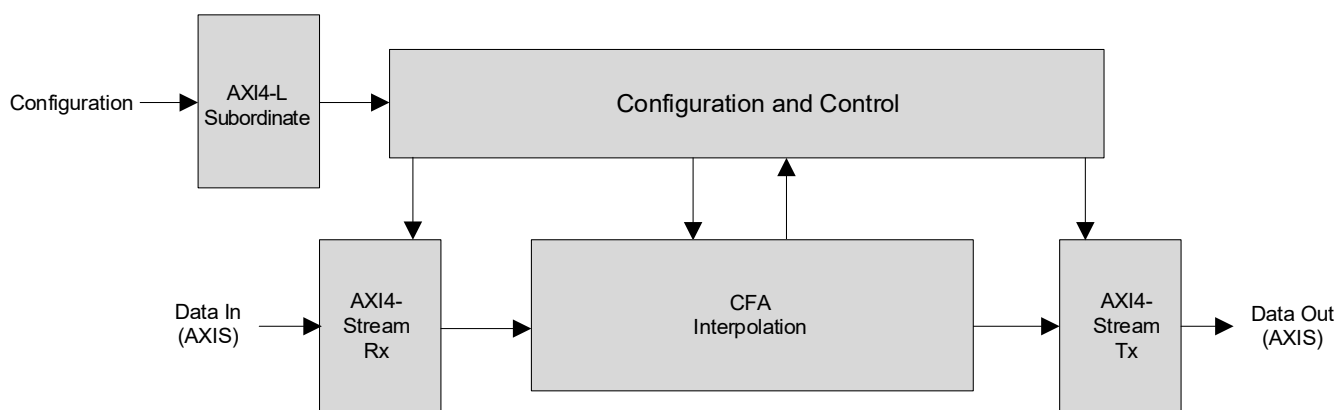 Configuration
AXI4-L
Subordinate
Configuration and Control
Data In
(AXIS)
AXI4-
Stream
Rx
CFA
Interpolation
AXI4-
Stream
Tx
Data Out
(AXIS)